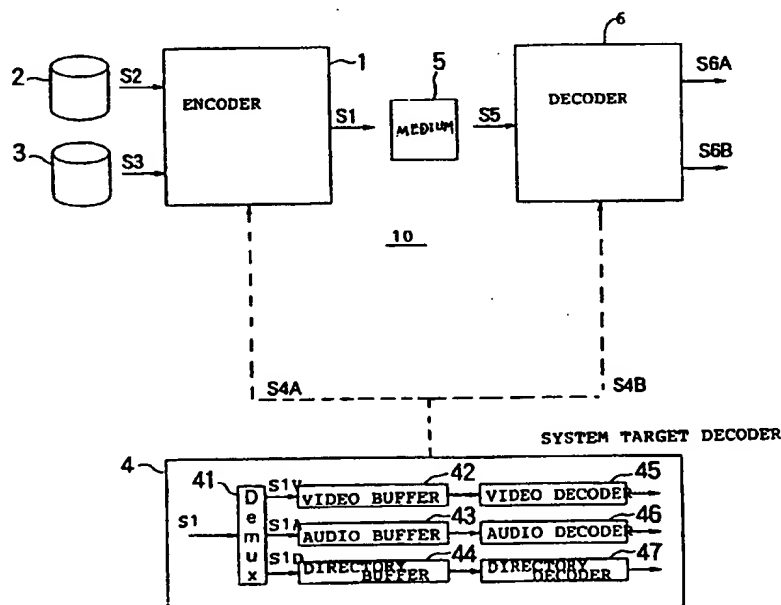 2
S2
3
S3
ENCODER
1
S1
5
MEDIUM
S5
6
DECODER
S6A
S6B
10
S4A
S4B
SYSTEM TARGET DECODER
4
S1
41
Demux
S1V
42
VIDEO BUFFER
45
VIDEO DECODER
S1A
43
AUDIO BUFFER
46
AUDIO DECODER
S1D
44
DIRECTORY
BUFFER
47
DIRECTORY
DECODER